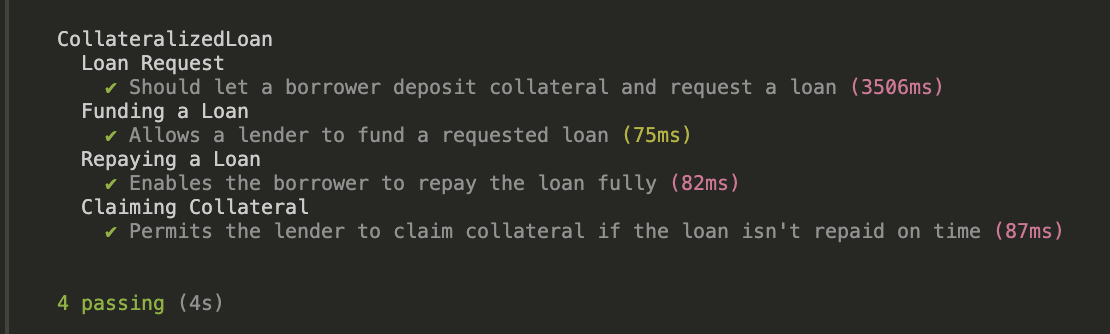 CollateralizedLoan
Loan Request
✔ Should let a borrower deposit collateral and request a loan (3506ms)
Funding a Loan
✔ Allows a lender to fund a requested loan (75ms)
Repaying a Loan
✔ Enables the borrower to repay the loan fully (82ms)
Claiming Collateral
✔ Permits the lender to claim collateral if the loan isn't repaid on time (87ms)
4 passing (4s)